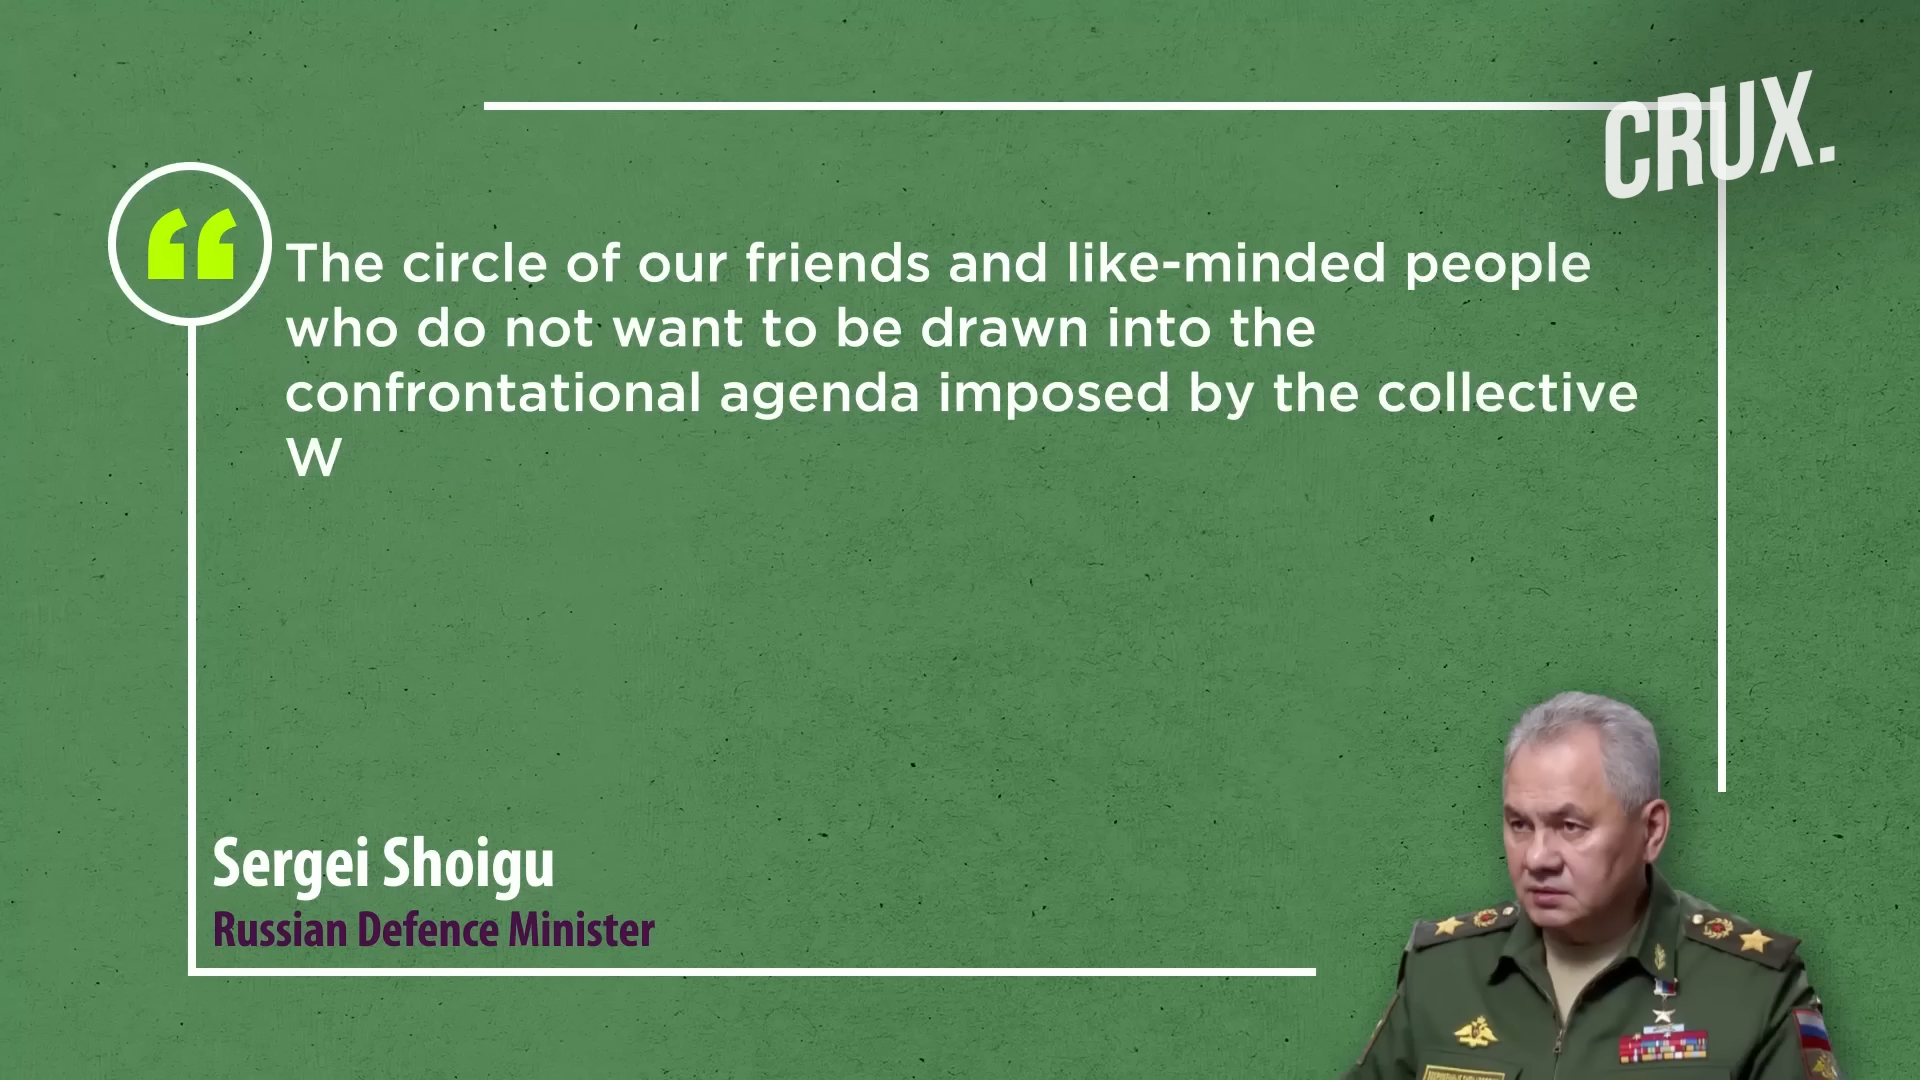 CRUX.
The circle of our friends and like-minded people
who do not want to be drawn into the
confrontational agenda imposed by the collective
W
Sergei Shoigu
Russian Defence Minister